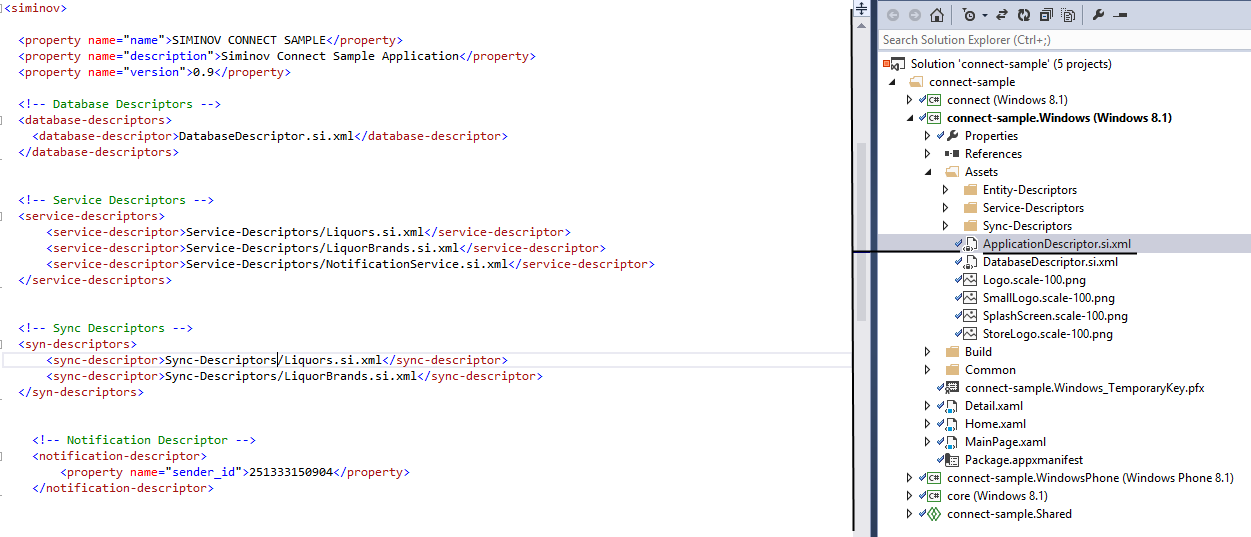 <siminov>
<property name="name">SIMINOV CONNECT SAMPLE</property>
<property name="description">Siminov Connect Sample Application</property>
<property name="version">0.9</property>
<!-- Database Descriptors -->
<database-descriptors>
<database-descriptor>DatabaseDescriptor.si.xml</database-descriptor>
</database-descriptors>
<!-- Service Descriptors -->
<service-descriptors>
<service-descriptor>Service-Descriptors/Liquors.si.xml</service-descriptor>
<service-descriptor>Service-Descriptors/LiquorBrands.si.xml</service-descriptor>
<service-descriptor>Service-Descriptors/NotificationService.si.xml</service-descriptor>
</service-descriptors>
<!-- Sync Descriptors -->
<syn-descriptors>
<sync-descriptor>Sync-Descriptors/Liquors.si.xml</sync-descriptor>
<sync-descriptor>Sync-Descriptors/LiquorBrands.si.xml</sync-descriptor>
</syn-descriptors>
<!-- Notification Descriptor -->
<notification-descriptor>
<property name="sender_id">251333150904</property>
</notification-descriptor>
Search Solution Explorer (Ctrl+;)
Solution 'connect-sample' (5 projects)
connect-sample
C# connect (Windows 8.1)
C# connect-sample.Windows (Windows 8.1)
Properties
References
Assets
Entity-Descriptors
Service-Descriptors
Sync-Descriptors
ApplicationDescriptor.si.xml
DatabaseDescriptor.si.xml
Logo.scale-100.png
SmallLogo.scale-100.png
SplashScreen.scale-100.png
StoreLogo.scale-100.png
Build
Common
connect-sample.Windows_TemporaryKey.pfx
Detail.xaml
Home.xaml
MainPage.xaml
Package.appxmanifest
C# connect-sample.WindowsPhone (Windows Phone 8.1)
C# core (Windows 8.1)
connect-sample.Shared